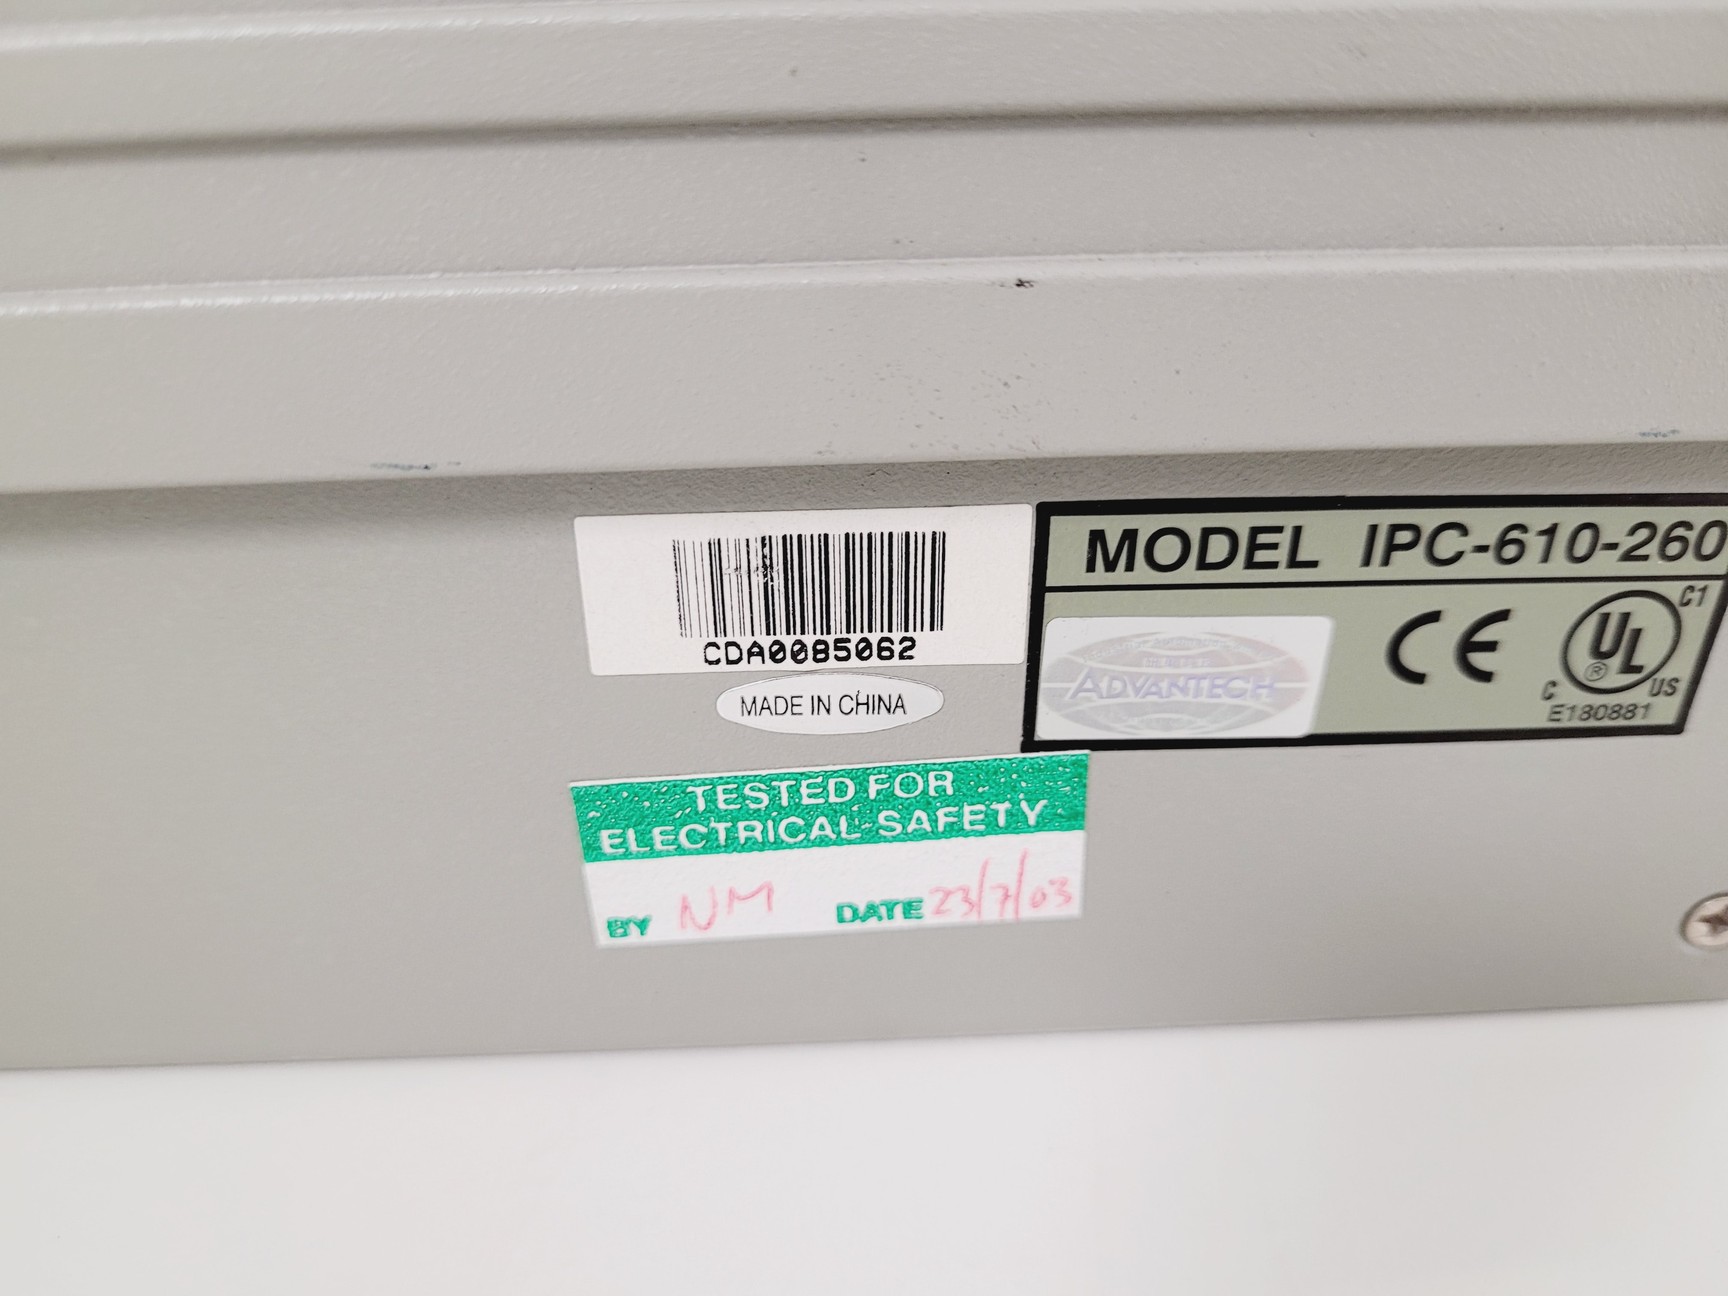 CDA0085062
MADE IN CHINA
MODEL IPC-610-260
ADVANTECH
CE
C UL ® US
C1
E180881
TESTED FOR
ELECTRICAL SAFETY
BY NM DATE 23/7/03